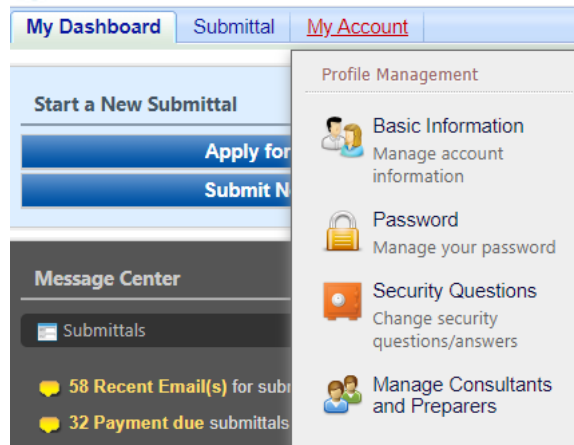 My Dashboard Submittal My Account
Profile Management
Start a New Submittal
Apply for
Submit N
Basic Information
Manage account
information
Password
Manage your password
Security Questions
Change security
questions/answers
Manage Consultants
and Preparers
Message Center
Submittals
58 Recent Email(s) for subr
32 Payment due submittals